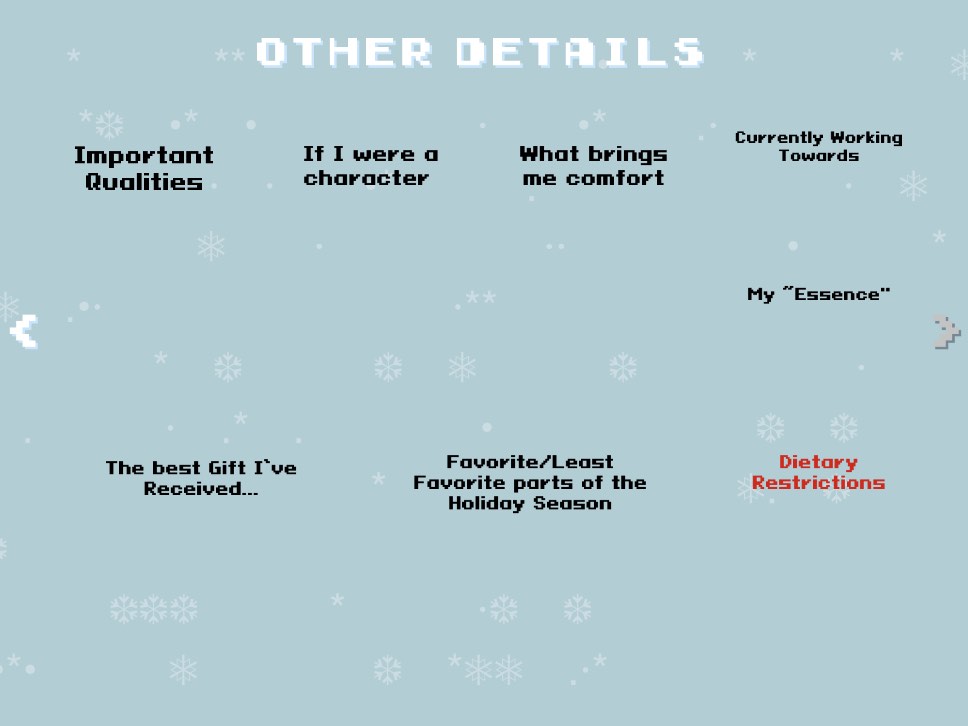 OTHER DETAILS
Important
Qualities
If I were a
character
What brings
me comfort
Currently Working
Towards
My "Essence"
The best Gift I`ve
Received...
Favorite/Least
Favorite parts of the
Holiday Season
Dietary
Restrictions